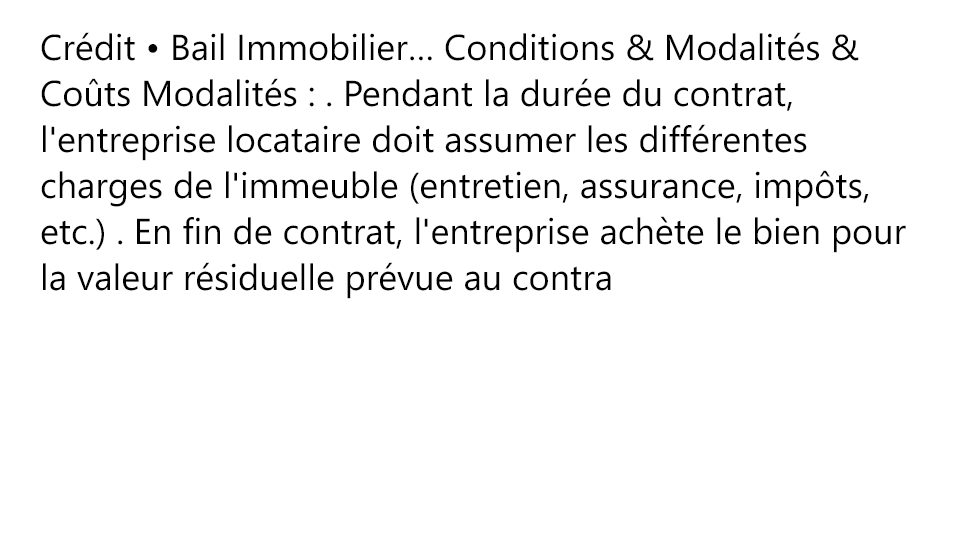 Crédit • Bail Immobilier... Conditions & Modalités &
Coûts Modalités : . Pendant la durée du contrat,
l'entreprise locataire doit assumer les différentes
charges de l'immeuble (entretien, assurance, impôts,
etc.) . En fin de contrat, l'entreprise achète le bien pour
la valeur résiduelle prévue au contra